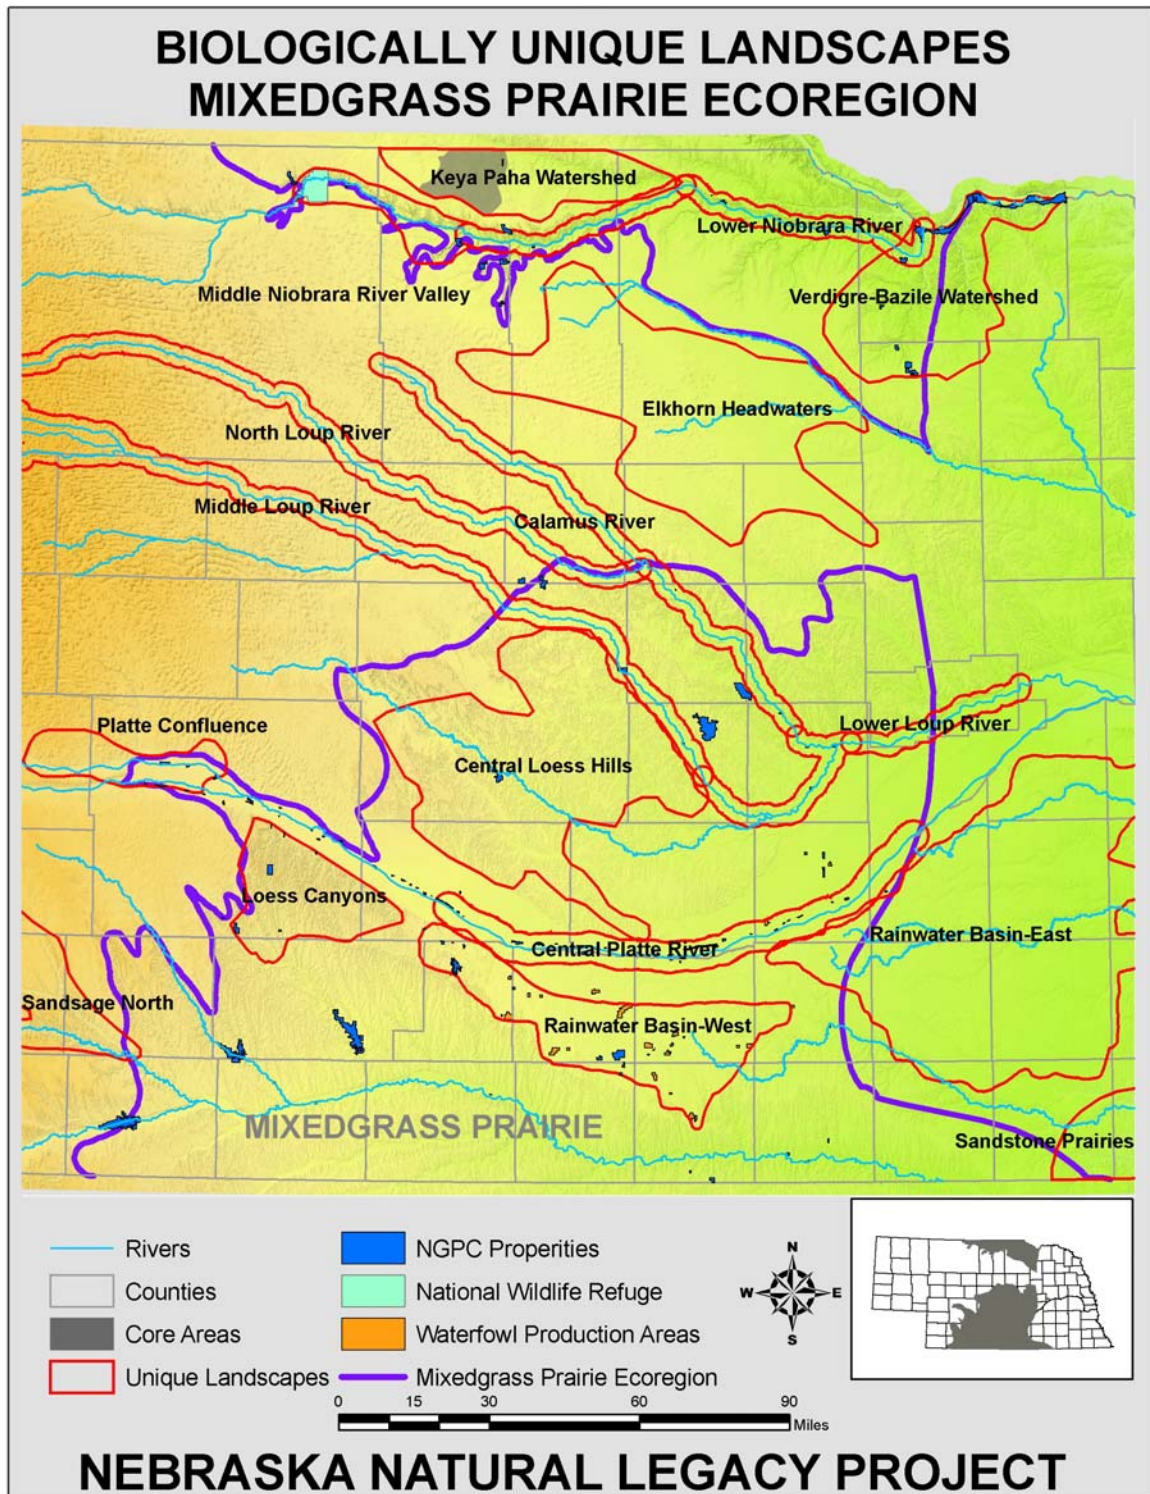 BIOLOGICALLY UNIQUE LANDSCAPES
MIXEDGRASS PRAIRIE ECOREGION
Keya Paha Watershed
Lower Niobrara River
Middle Niobrara River Valley
Verdigre-Bazile Watershed
Elkhorn Headwaters
North Loup River
Middle Loup River
Calamus River
Platte Confluence
Lower Loup River
Central Loess Hills
Loess Canyons
Rainwater Basin-East
Central Platte River
Sandsage North
Rainwater Basin-West
MIXEDGRASS PRAIRIE
Sandstone Prairies
Rivers
Counties
Core Areas
Unique Landscapes
NGPC Properities
National Wildlife Refuge
Waterfowl Production Areas
Mixedgrass Prairie Ecoregion
N
W E
S
0 15 30 60 90
Miles
NEBRASKA NATURAL LEGACY PROJECT